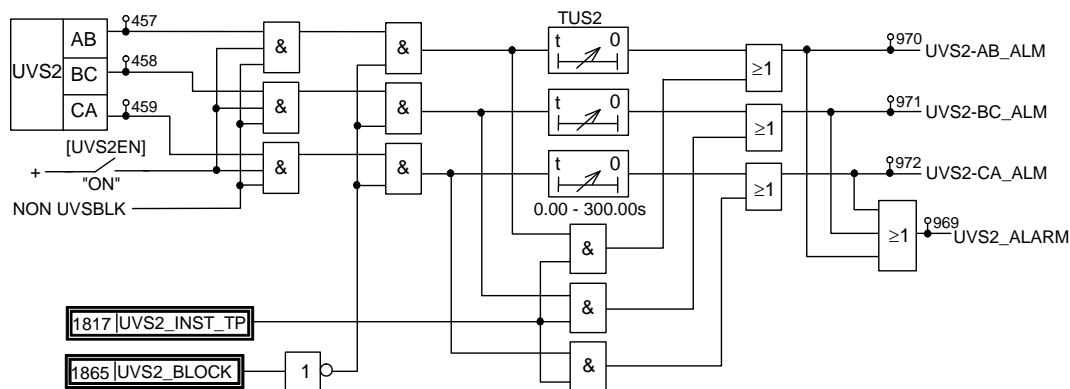 TUS2
457
970
AB
&
&
t 0
UVS2-AB_ALM
≥1
UVS2
458
BC
971
&
&
t 0
UVS2-BC_ALM
≥1
459
CA
[UVS2EN]
972
&
&
t 0
UVS2-CA_ALM
+
"ON"
≥1
0.00 - 300.00s
NON UVSBLK
969
&
≥1
UVS2_ALARM
&
1817 UVS2_INST_TP
&
1865 UVS2_BLOCK
1